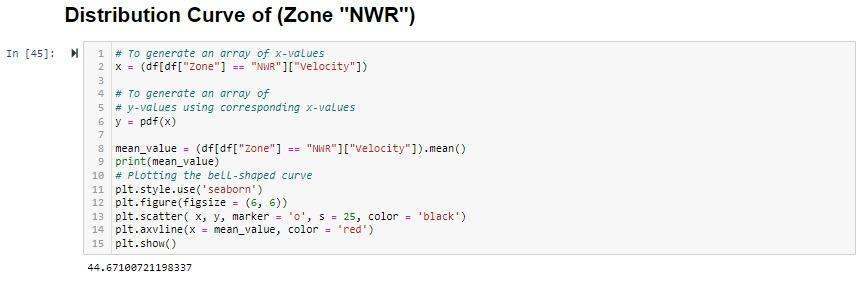 Distribution Curve of (Zone "NWR")
In [45]:
1 # To generate an array of x-values
2 x = (df[df["Zone"] == "NWR"]["Velocity"])
3
4 # To generate an array of
5 # y-values using corresponding x-values
6 y = pdf(x)
7
8 mean_value = (df[df["Zone"] == "NWR"]["Velocity"]).mean()
9 print(mean_value)
10 # Plotting the bell-shaped curve
11 plt.style.use('seaborn')
12 plt.figure(figsize = (6, 6))
13 plt.scatter( x, y, marker = 'o', s = 25, color = 'black')
14 plt.axvline(x = mean_value, color = 'red')
15 plt.show()
44.67100721198337